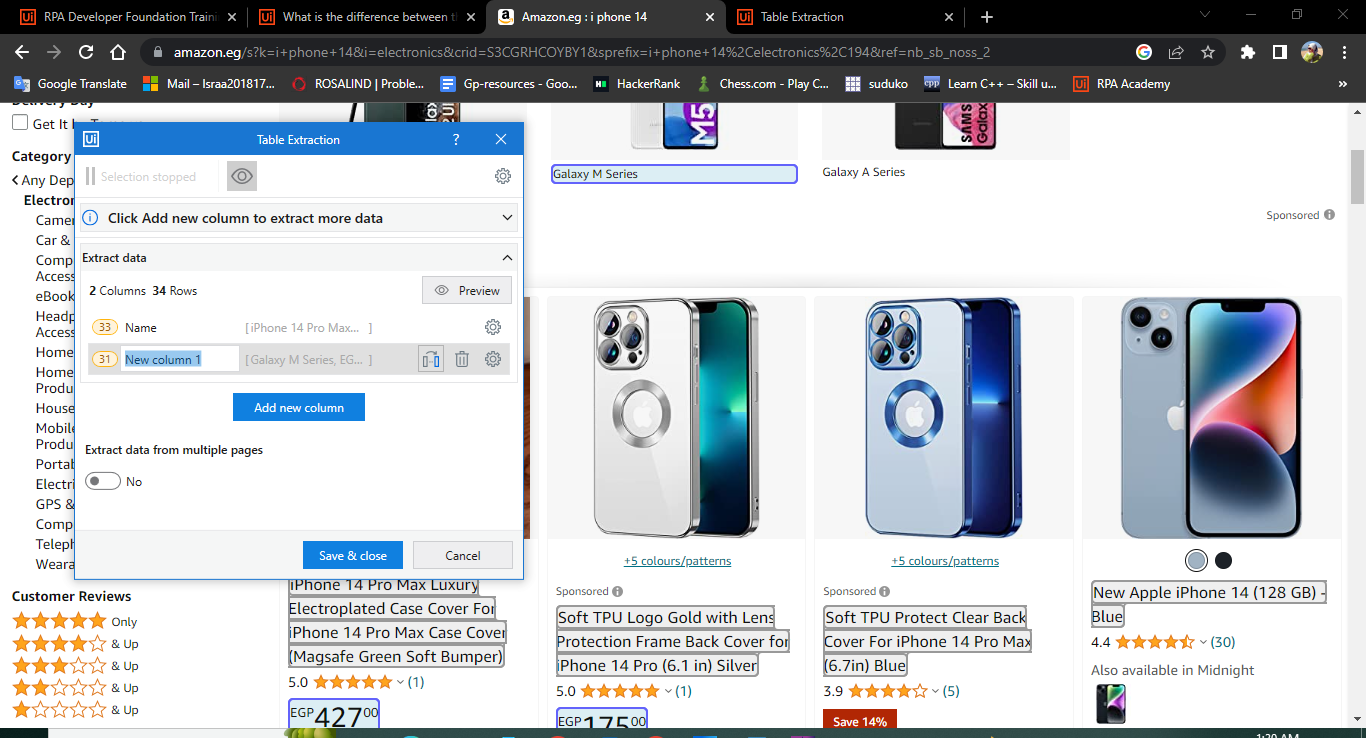 RPA Developer Foundation Traini
What is the difference between th
Amazon.eg : i phone 14
Table Extraction
amazon.eg/s?k=i+phone+14&i=electronics&crid=S3CGRHCOYBY1&sprefix=i+phone+14%2Celectronics%2C194&ref=nb_sb_noss_2
Google Translate
Mail – Israa201817...
ROSALIND | Proble...
Gp-resources - Goo...
HackerRank
Chess.com - Play C...
suduko
Learn C++ – Skill u...
RPA Academy
»
Delivery Day
Get It
Category
Any Dep
Electron
Camer
Car &
Comp
Access
eBook
Headp
Access
Home
Home
Produ
House
Mobile
Produ
Portab
Electri
GPS &
Comp
Teleph
Weara
Customer Reviews
Only
& Up
& Up
& Up
& Up
Ui
Table Extraction
?
Selection stopped
Click Add new column to extract more data
Extract data
2 Columns 34 Rows
Preview
33 Name [ iPhone 14 Pro Max... ]
31 New column 1 [ Galaxy M Series, EG... ]
Add new column
Extract data from multiple pages
No
Save & close
Cancel
M5
SAMS
Galax
Galaxy M Series
Galaxy A Series
Sponsored
iPhone 14 Pro Max Luxury
Electroplated Case Cover For
iPhone 14 Pro Max Case Cover
(Magsafe Green Soft Bumper)
5.0 (1)
EGP42700
+5 colours/patterns
Sponsored
Soft TPU Logo Gold with Lens
Protection Frame Back Cover for
iPhone 14 Pro (6.1 in) Silver
5.0 (1)
EGP17500
+5 colours/patterns
Sponsored
Soft TPU Protect Clear Back
Cover For iPhone 14 Pro Max
(6.7in) Blue
3.9 (5)
Save 14%
New Apple iPhone 14 (128 GB) -
Blue
4.4 (30)
Also available in Midnight
1:20 AM